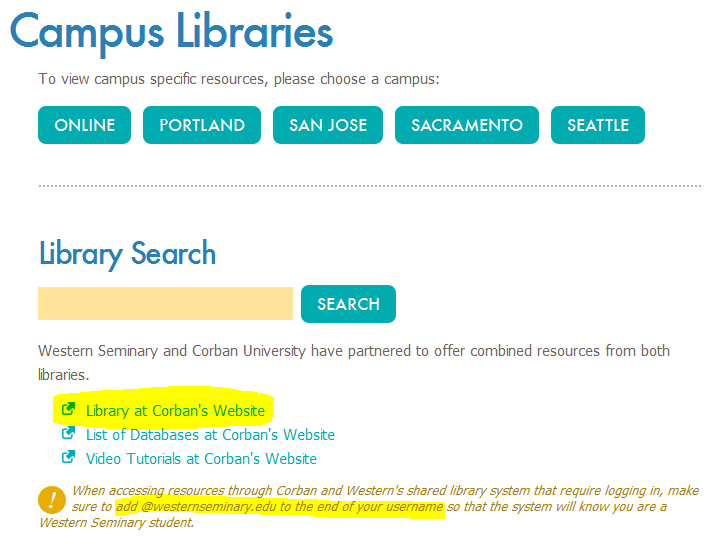 Campus Libraries
To view campus specific resources, please choose a campus:
ONLINE PORTLAND SAN JOSE SACRAMENTO SEATTLE
Library Search
SEARCH
Western Seminary and Corban University have partnered to offer combined resources from both
libraries.
Library at Corban's Website
List of Databases at Corban's Website
Video Tutorials at Corban's Website
! When accessing resources through Corban and Western's shared library system that require logging in, make
sure to add @westernseminary.edu to the end of your username so that the system will know you are a
Western Seminary student.